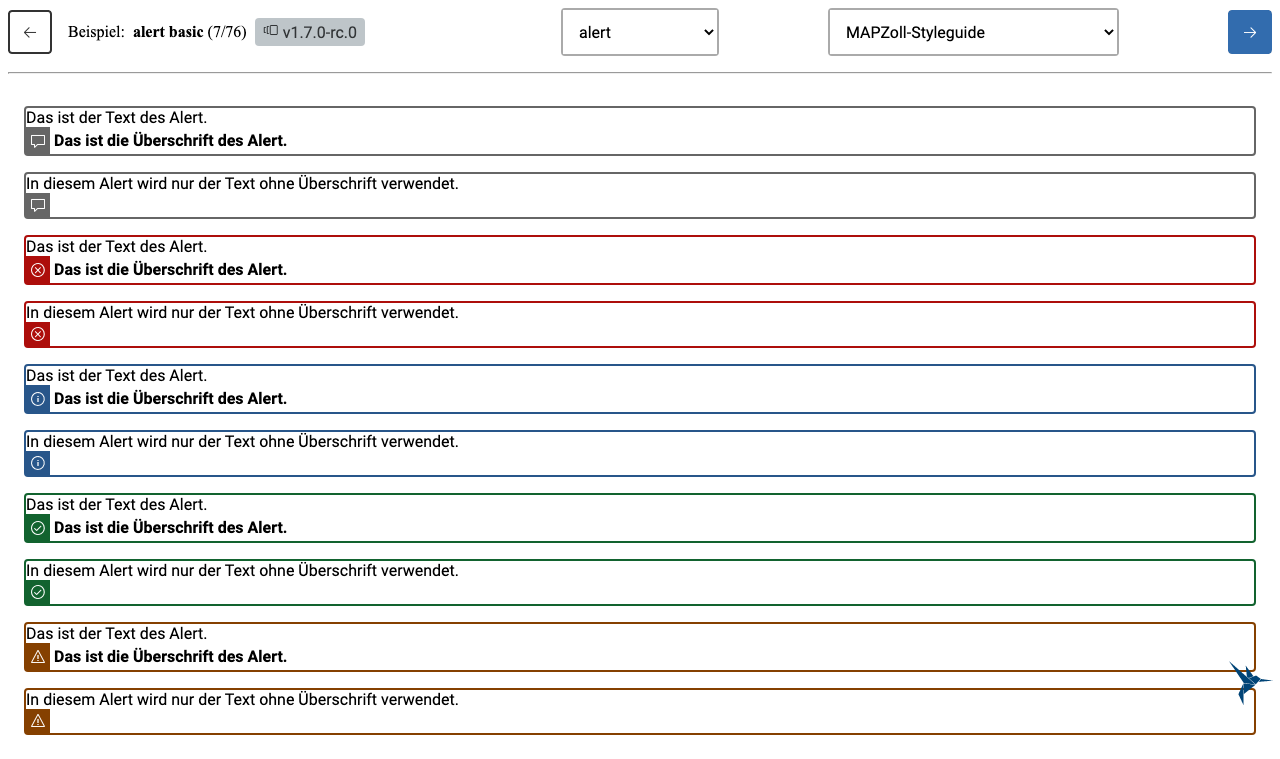 Beispiel: alert basic (7/76) v1.7.0-rc.0 alert MAPZoll-Styleguide
Das ist der Text des Alert.
Das ist die Überschrift des Alert.
In diesem Alert wird nur der Text ohne Überschrift verwendet.
Das ist der Text des Alert.
Das ist die Überschrift des Alert.
In diesem Alert wird nur der Text ohne Überschrift verwendet.
Das ist der Text des Alert.
Das ist die Überschrift des Alert.
In diesem Alert wird nur der Text ohne Überschrift verwendet.
Das ist der Text des Alert.
Das ist die Überschrift des Alert.
In diesem Alert wird nur der Text ohne Überschrift verwendet.
Das ist der Text des Alert.
Das ist die Überschrift des Alert.
In diesem Alert wird nur der Text ohne Überschrift verwendet.